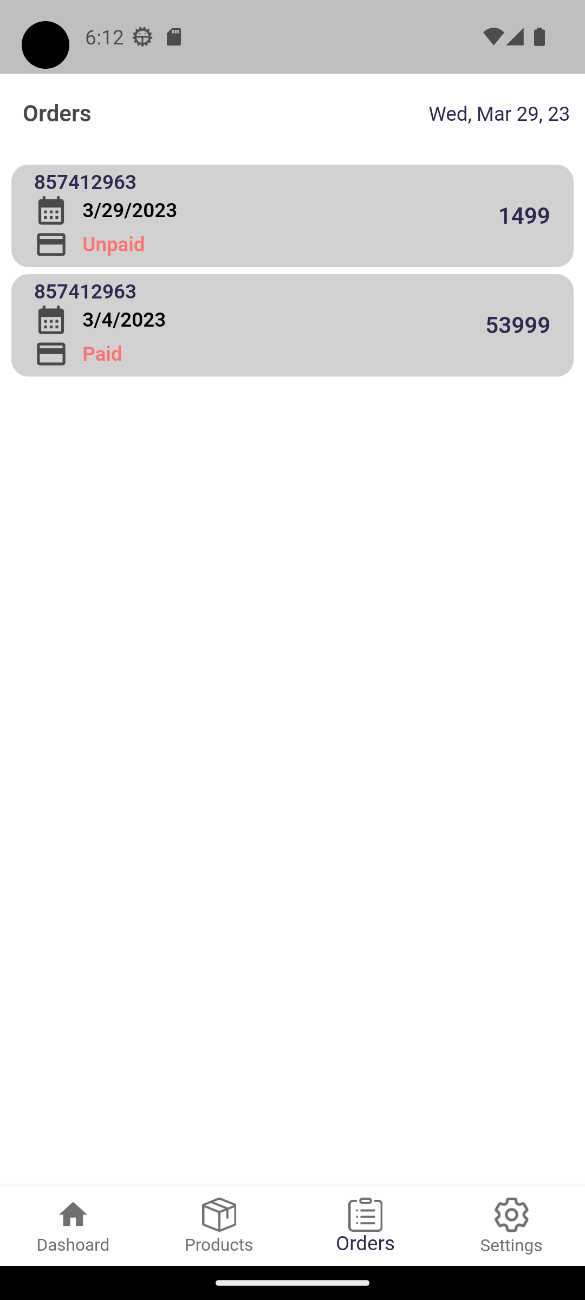 6:12
Orders
Wed, Mar 29, 23
857412963
3/29/2023
1499
Unpaid
857412963
3/4/2023
53999
Paid
Dashoard
Products
Orders
Settings